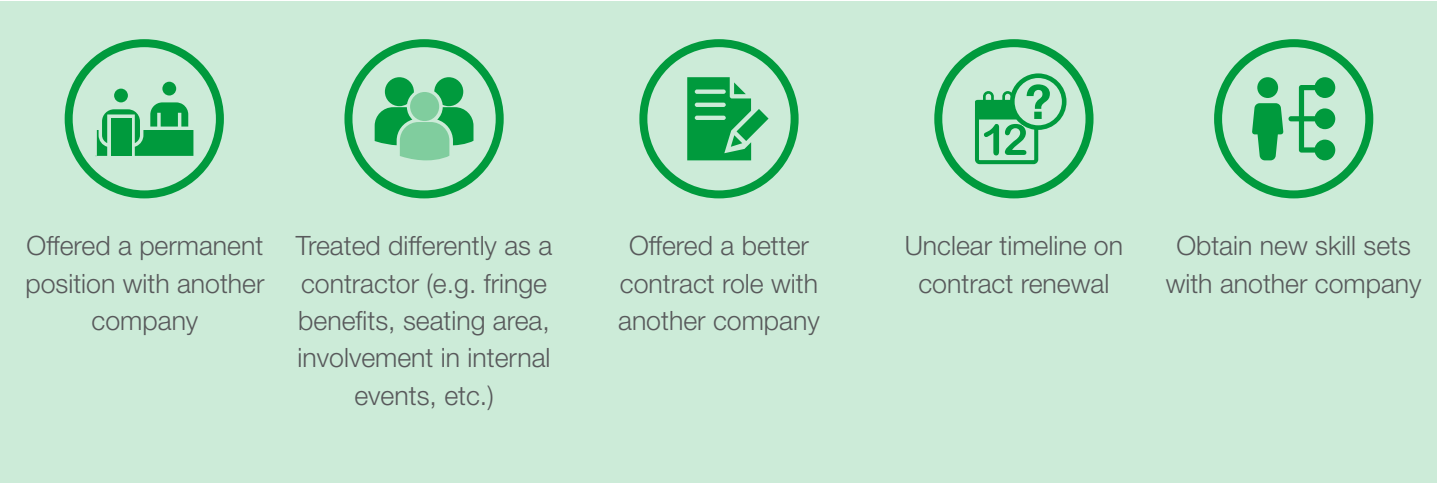 ?
12
Offered a permanent
position with another
company
Treated differently as a
contractor (e.g. fringe
benefits, seating area,
involvement in internal
events, etc.)
Offered a better
contract role with
another company
Unclear timeline on
contract renewal
Obtain new skill sets
with another company